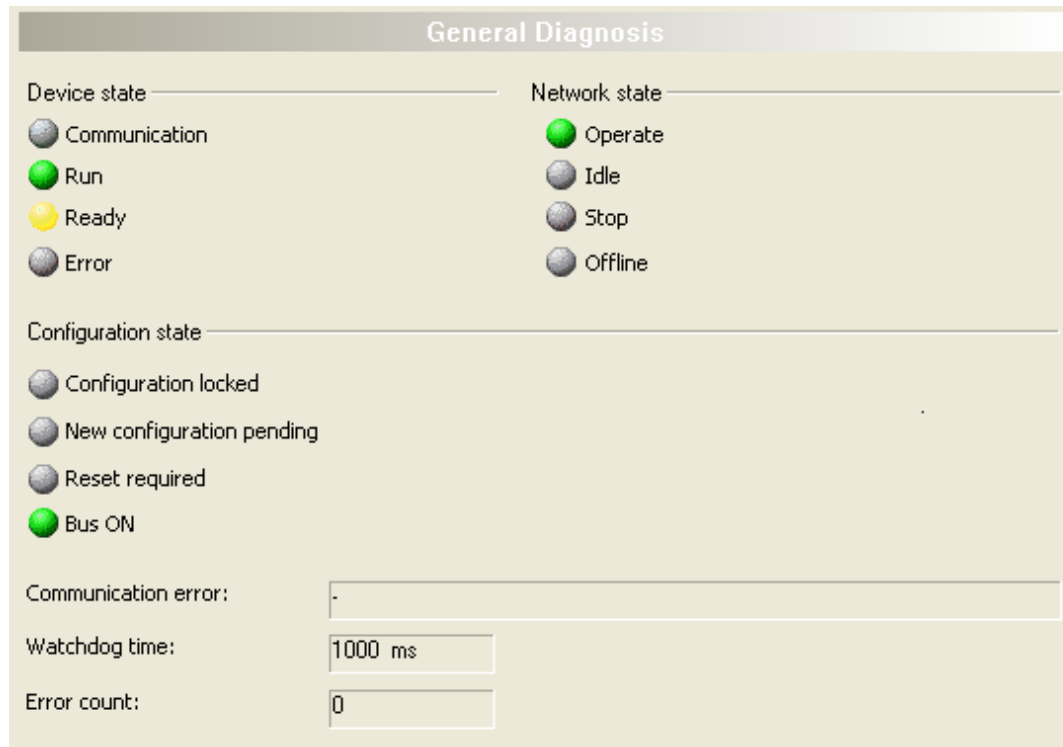 General Diagnosis
Device state
Communication
Run
Ready
Error
Network state
Operate
Idle
Stop
Offline
Configuration state
Configuration locked
New configuration pending
Reset required
Bus ON
Communication error: -
Watchdog time: 1000 ms
Error count: 0